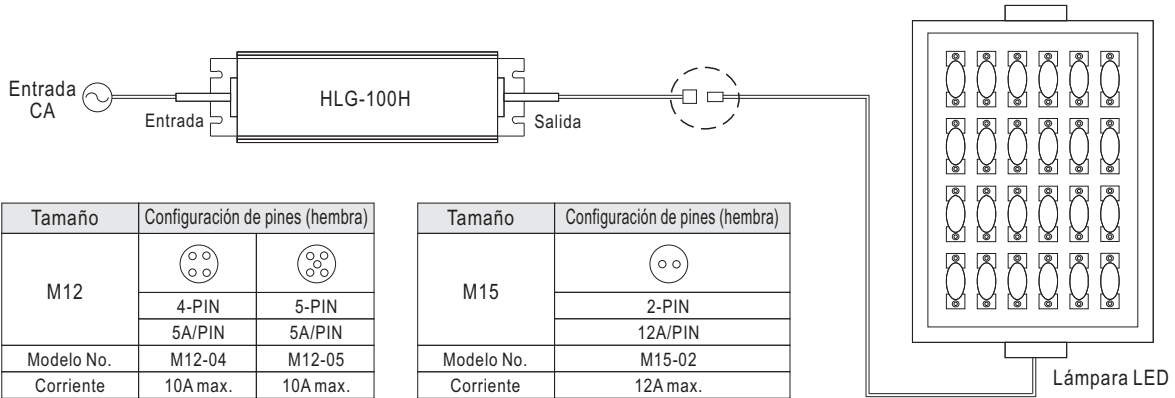 Entrada
CA
Entrada
HLG-100H
Salida
Lámpara LED
Tamaño Configuración de pines (hembra)
M12
4-PIN 5-PIN
5A/PIN 5A/PIN
Modelo No. M12-04 M12-05
Corriente 10A max. 10A max.
Tamaño Configuración de pines (hembra)
M15
2-PIN
12A/PIN
Modelo No. M15-02
Corriente 12A max.